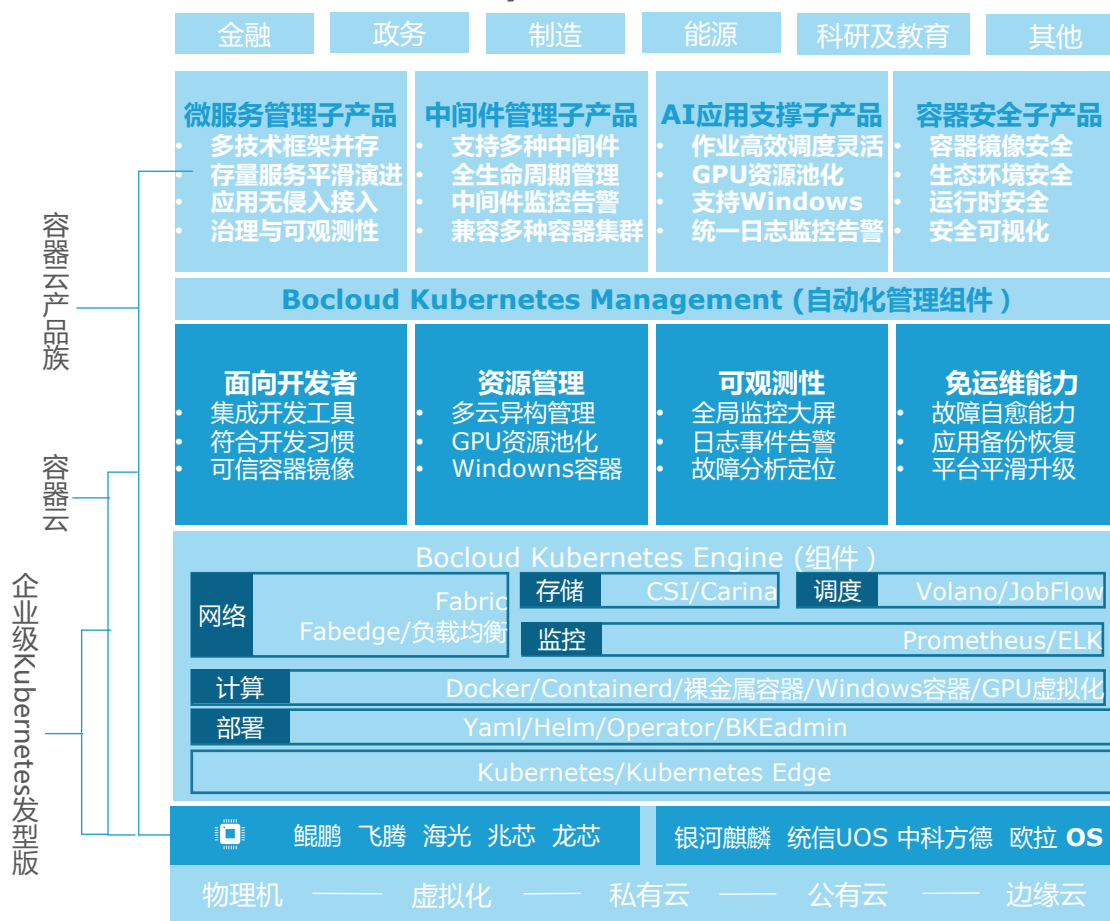 金融 政务 制造 能源 科研及教育 其他
微服务管理子产品
• 多技术框架并存
• 存量服务平滑演进
• 应用无侵入接入
• 治理与可观测性
中间件管理子产品
• 支持多种中间件
• 全生命周期管理
• 中间件监控告警
• 兼容多种容器集群
AI应用支撑子产品
• 作业高效调度灵活
• GPU资源池化
• 支持Windows
• 统一日志监控告警
容器安全子产品
• 容器镜像安全
• 生态环境安全
• 运行时安全
• 安全可视化
容器云产品族
Bocloud Kubernetes Management (自动化管理组件 )
面向开发者
• 集成开发工具
• 符合开发习惯
• 可信容器镜像
资源管理
• 多云异构管理
• GPU资源池化
• Windowns容器
可观测性
• 全局监控大屏
• 日志事件告警
• 故障分析定位
免运维能力
• 故障自愈能力
• 应用备份恢复
• 平台平滑升级
容器云
Bocloud Kubernetes Engine (组件 )
网络 Fabric
Fabedge/负载均衡
存储 CSI/Carina
调度 Volano/JobFlow
监控 Prometheus/ELK
计算 Docker/Containerd/裸金属容器/Windows容器/GPU虚拟化
部署 Yaml/Helm/Operator/BKEadmin
Kubernetes/Kubernetes Edge
企业级Kubernetes发型版
鲲鹏 飞腾 海光 兆芯 龙芯
银河麒麟 统信UOS 中科方德 欧拉 OS
物理机 虚拟化 私有云 公有云 边缘云